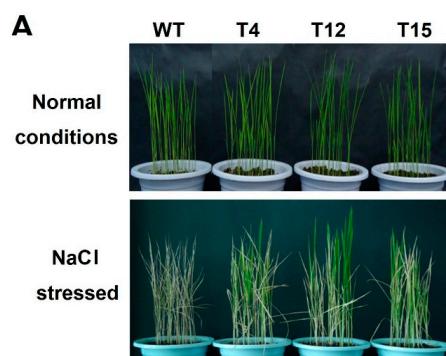 A
WT T4 T12 T15
Normal
conditions
NaCl
stressed